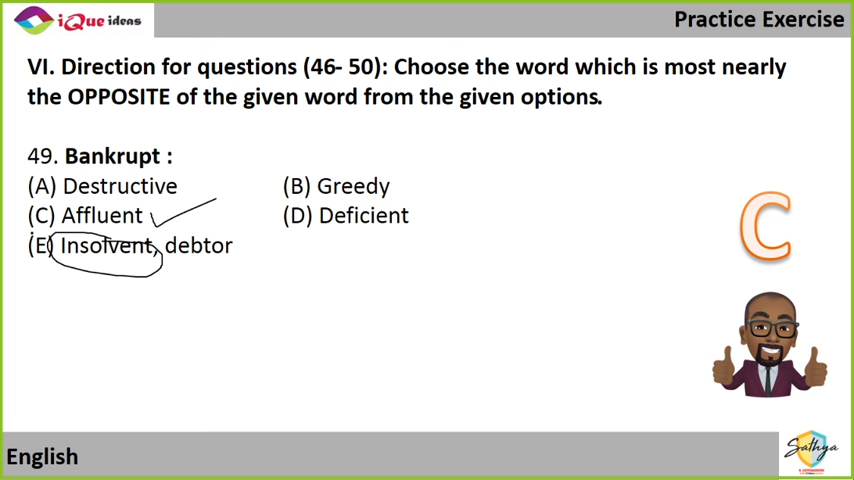 iQue ideas
Practice Exercise
VI. Direction for questions (46- 50): Choose the word which is most nearly
the OPPOSITE of the given word from the given options.
49. Bankrupt :
(A) Destructive (B) Greedy
(C) Affluent (D) Deficient
(E) Insolvent, debtor
C
English
Sathya